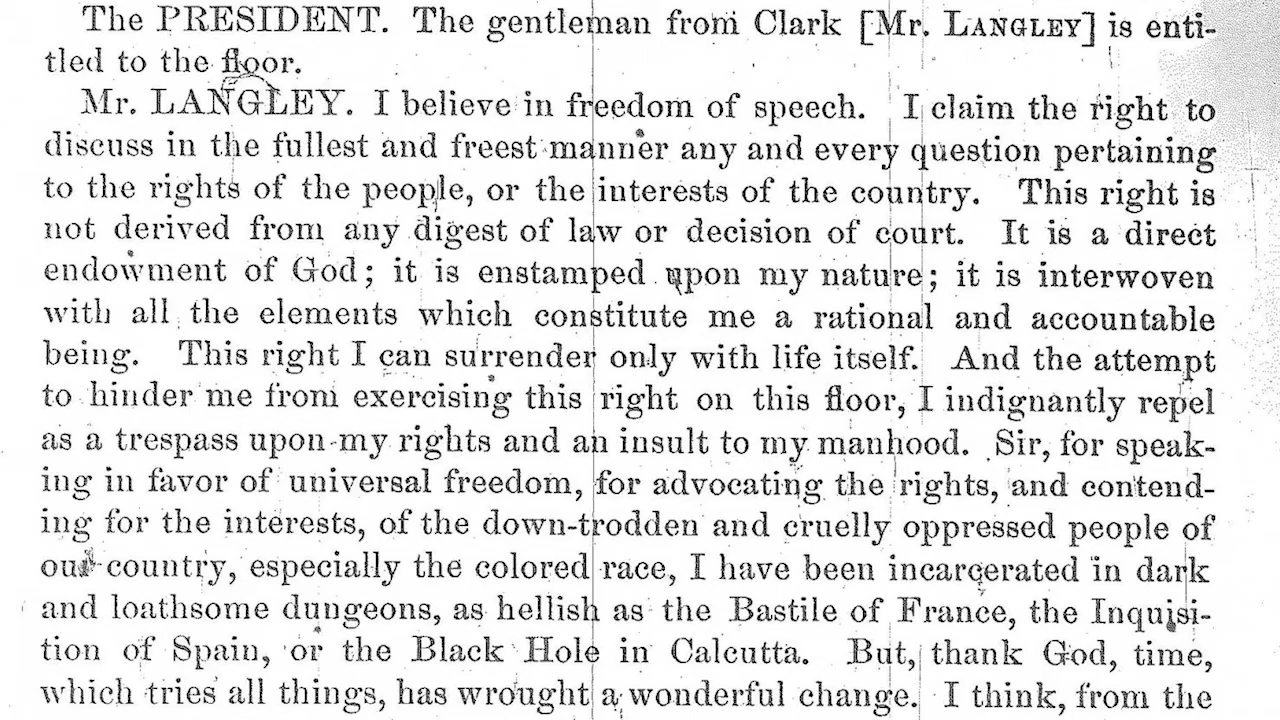 The PRESIDENT. The gentleman from Clark [Mr. LANGLEY] is enti-
tled to the floor.
Mr. LANGLEY. I believe in freedom of speech. I claim the right to
discuss in the fullest and freest manner any and every question pertaining
to the rights of the people, or the interests of the country. This right is
not derived from any digest of law or decision of court. It is a direct
endowment of God; it is enstamped upon my nature; it is interwoven
with all the elements which constitute me a rational and accountable
being. This right I can surrender only with life itself. And the attempt
to hinder me from exercising this right on this floor, I indignantly repel
as a trespass upon my rights and an insult to my manhood. Sir, for speak-
ing in favor of universal freedom, for advocating the rights, and contend-
ing for the interests, of the down-trodden and cruelly oppressed people of
our country, especially the colored race, I have been incarcerated in dark
and loathsome dungeons, as hellish as the Bastile of France, the Inquisi-
tion of Spain, or the Black Hole in Calcutta. But, thank God, time,
which tries all things, has wrought a wonderful change. I think, from the